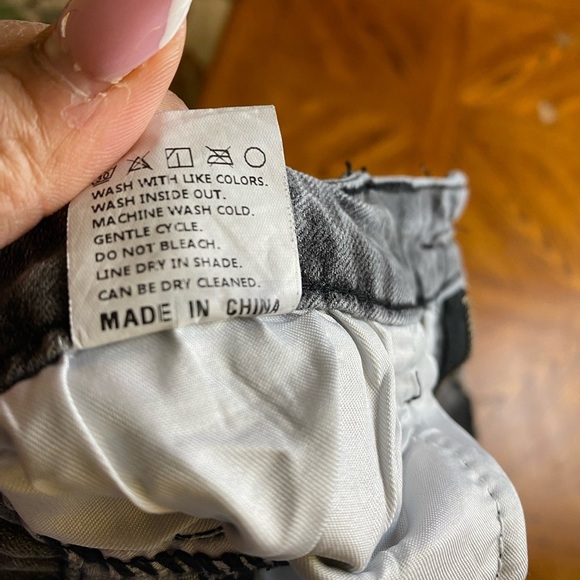 30
WASH WITH LIKE COLORS.
WASH INSIDE OUT.
MACHINE WASH COLD.
GENTLE CYCLE.
DO NOT BLEACH.
LINE DRY IN SHADE.
CAN BE DRY CLEANED.
MADE IN CHINA